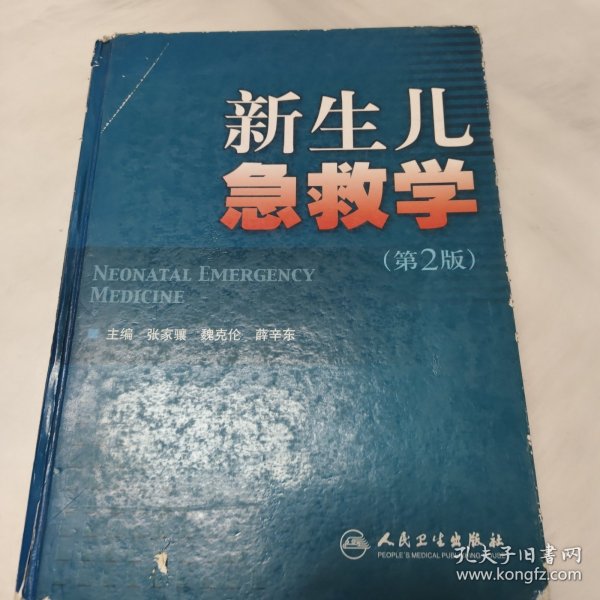 新生儿
急救学
(第2版)
NEONATAL EMERGENCY
MEDICINE
主编 张家骧 魏克伦 薛辛东
人民卫生出版社
PEOPLE'S MEDICAL PUBLISHING HOUSE
孔夫子旧书网
www.kongfz.com